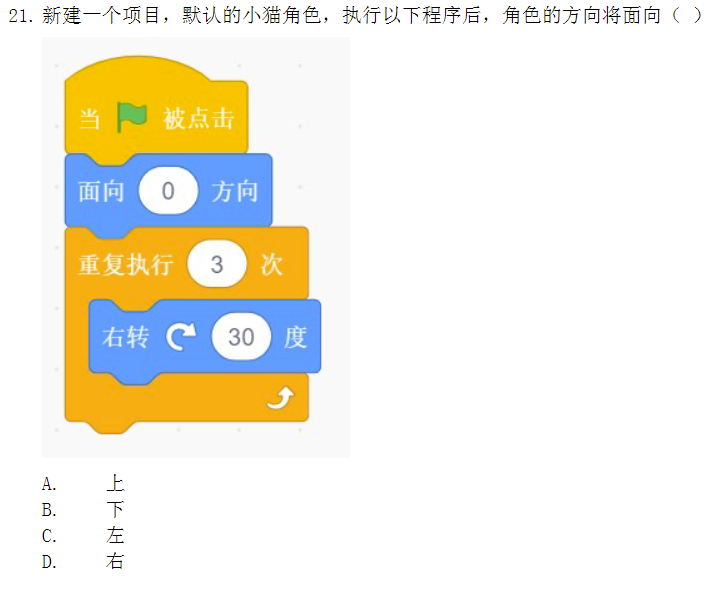 21. 新建一个项目，默认的小猫角色，执行以下程序后，角色的方向将面向（ ）
当 被点击
面向 0 方向
重复执行 3 次
右转 30 度
A. 上
B. 下
C. 左
D. 右